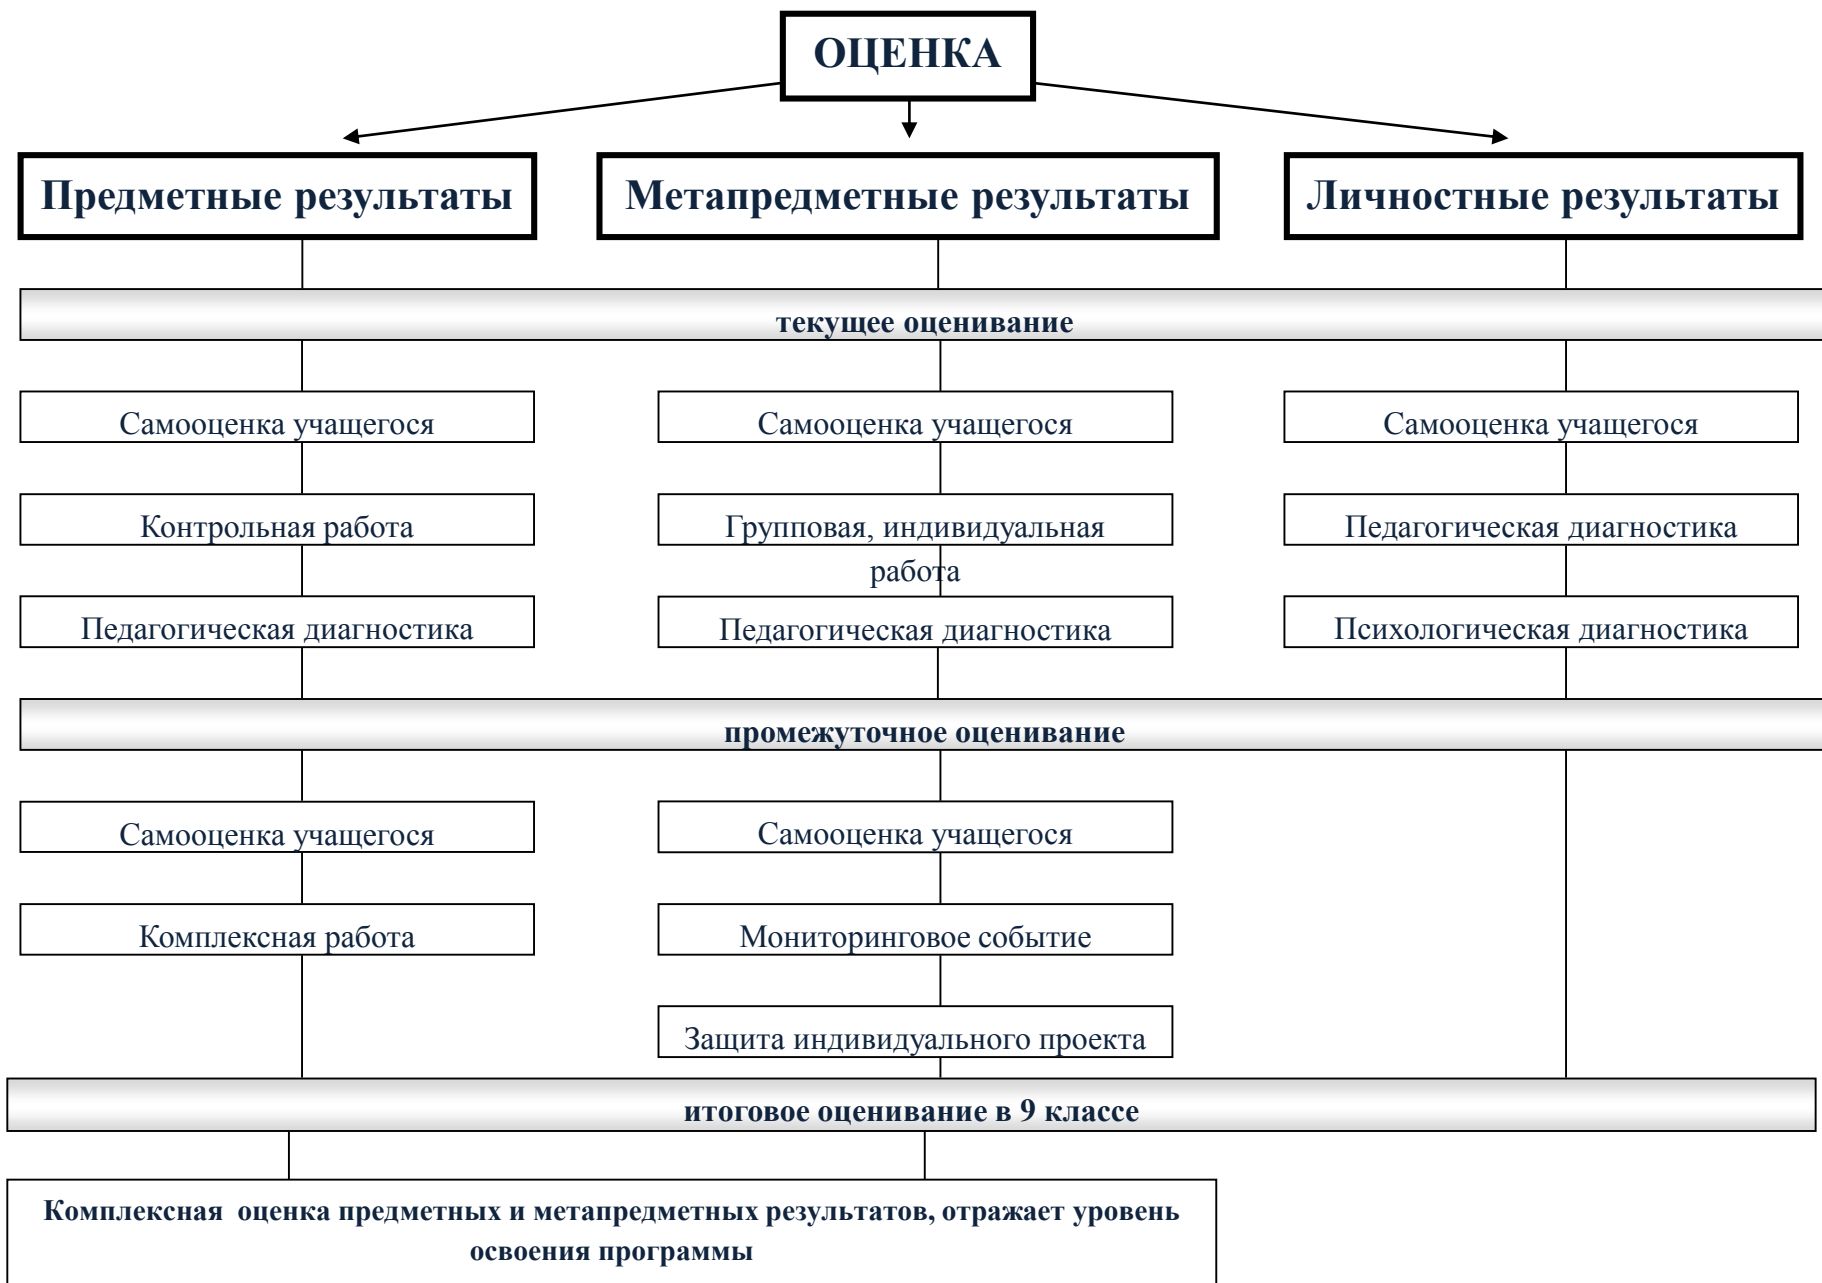 ОЦЕНКА
Предметные результаты
Метапредметные результаты
Личностные результаты
текущее оценивание
Самооценка учащегося
Самооценка учащегося
Самооценка учащегося
Контрольная работа
Групповая, индивидуальная
работа
Педагогическая диагностика
Педагогическая диагностика
Педагогическая диагностика
Психологическая диагностика
промежуточное оценивание
Самооценка учащегося
Самооценка учащегося
Комплексная работа
Мониторинговое событие
Защита индивидуального проекта
итоговое оценивание в 9 классе
Комплексная оценка предметных и метапредметных результатов, отражает уровень
освоения программы